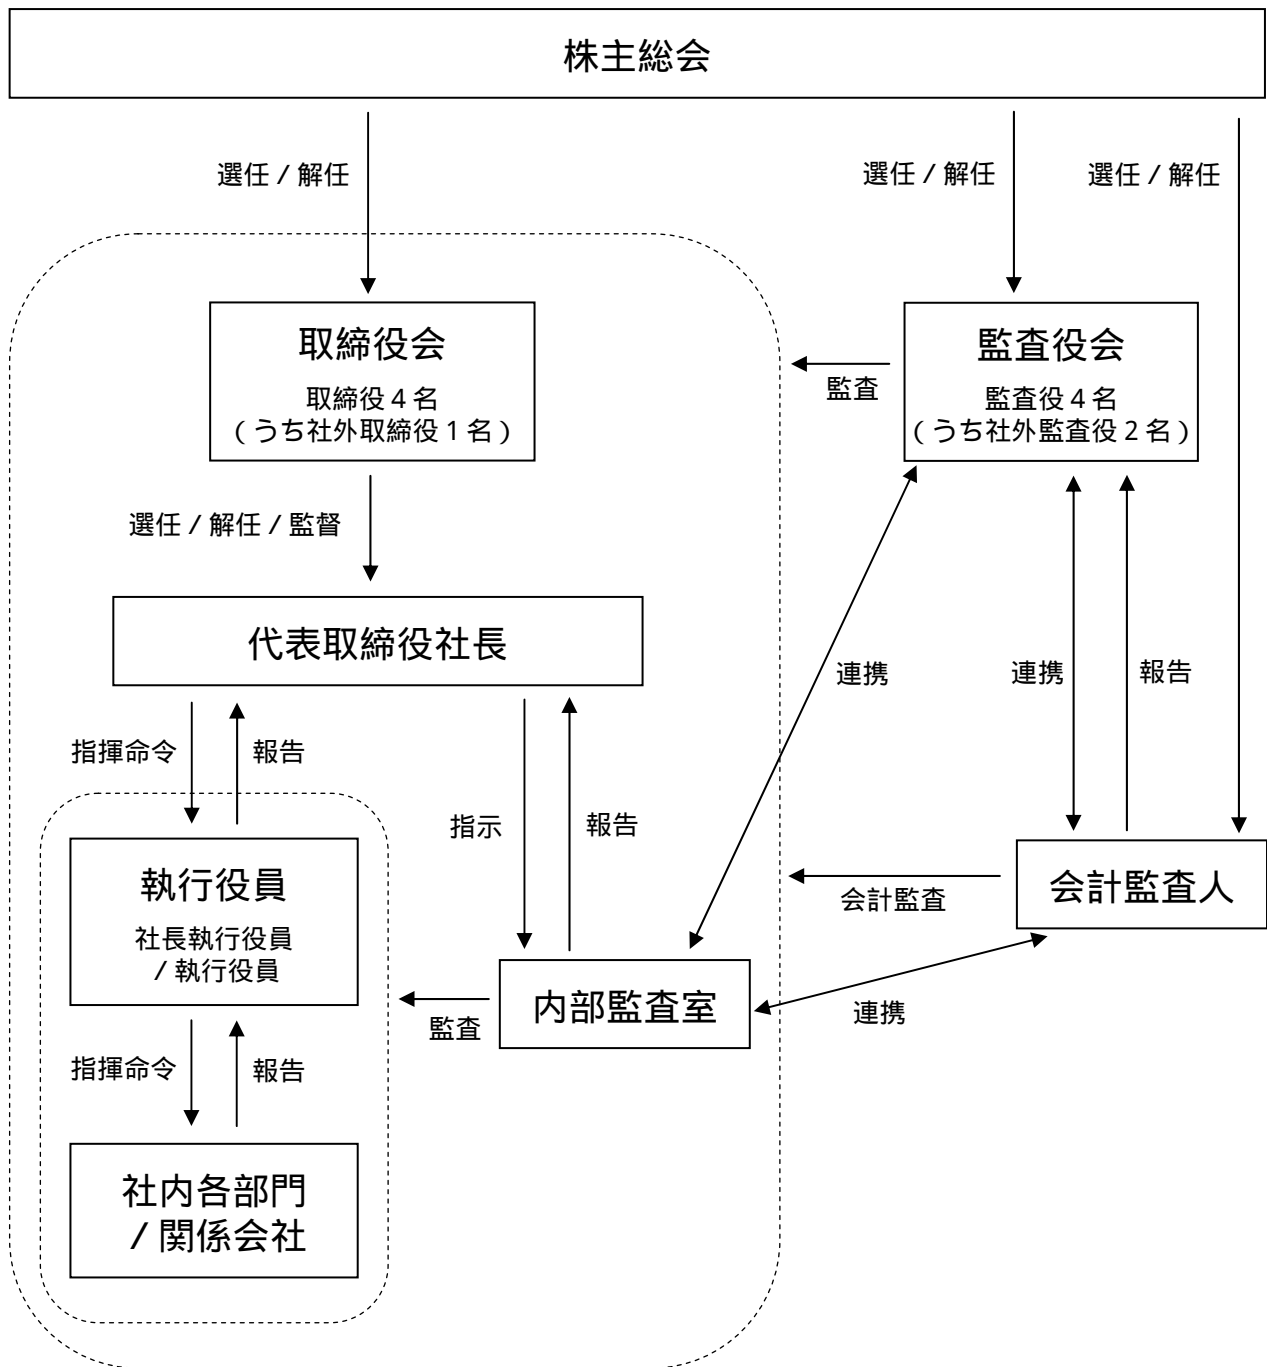 株主総会
選任 / 解任
選任 / 解任
選任 / 解任
取締役会
取締役4名
(うち社外取締役1名)
監査
監査役会
監査役4名
(うち社外監査役2名)
選任 / 解任 / 監督
代表取締役社長
連携
連携
報告
指揮命令
報告
指示
報告
執行役員
社長執行役員
/ 執行役員
会計監査
会計監査人
監査
内部監査室
連携
指揮命令
報告
社内各部門
/ 関係会社